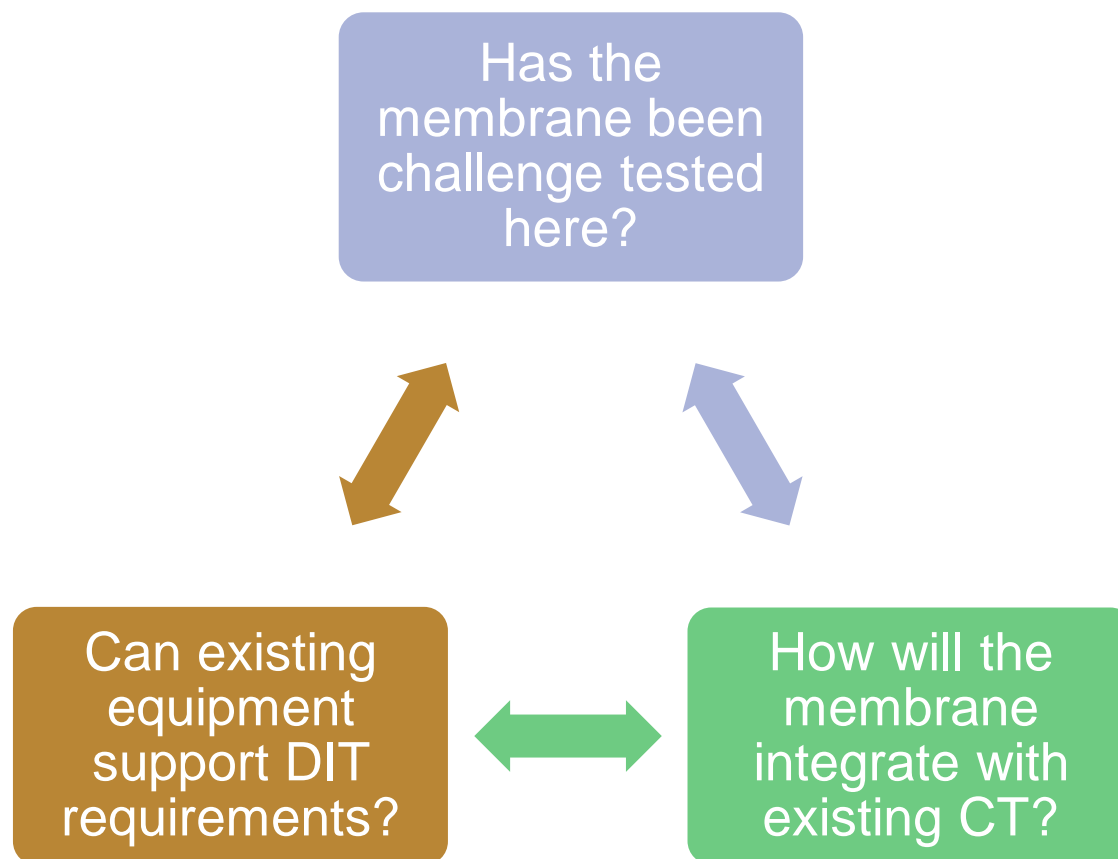 Has the
membrane been
challenge tested
here?
Can existing
equipment
support DIT
requirements?
How will the
membrane
integrate with
existing CT?